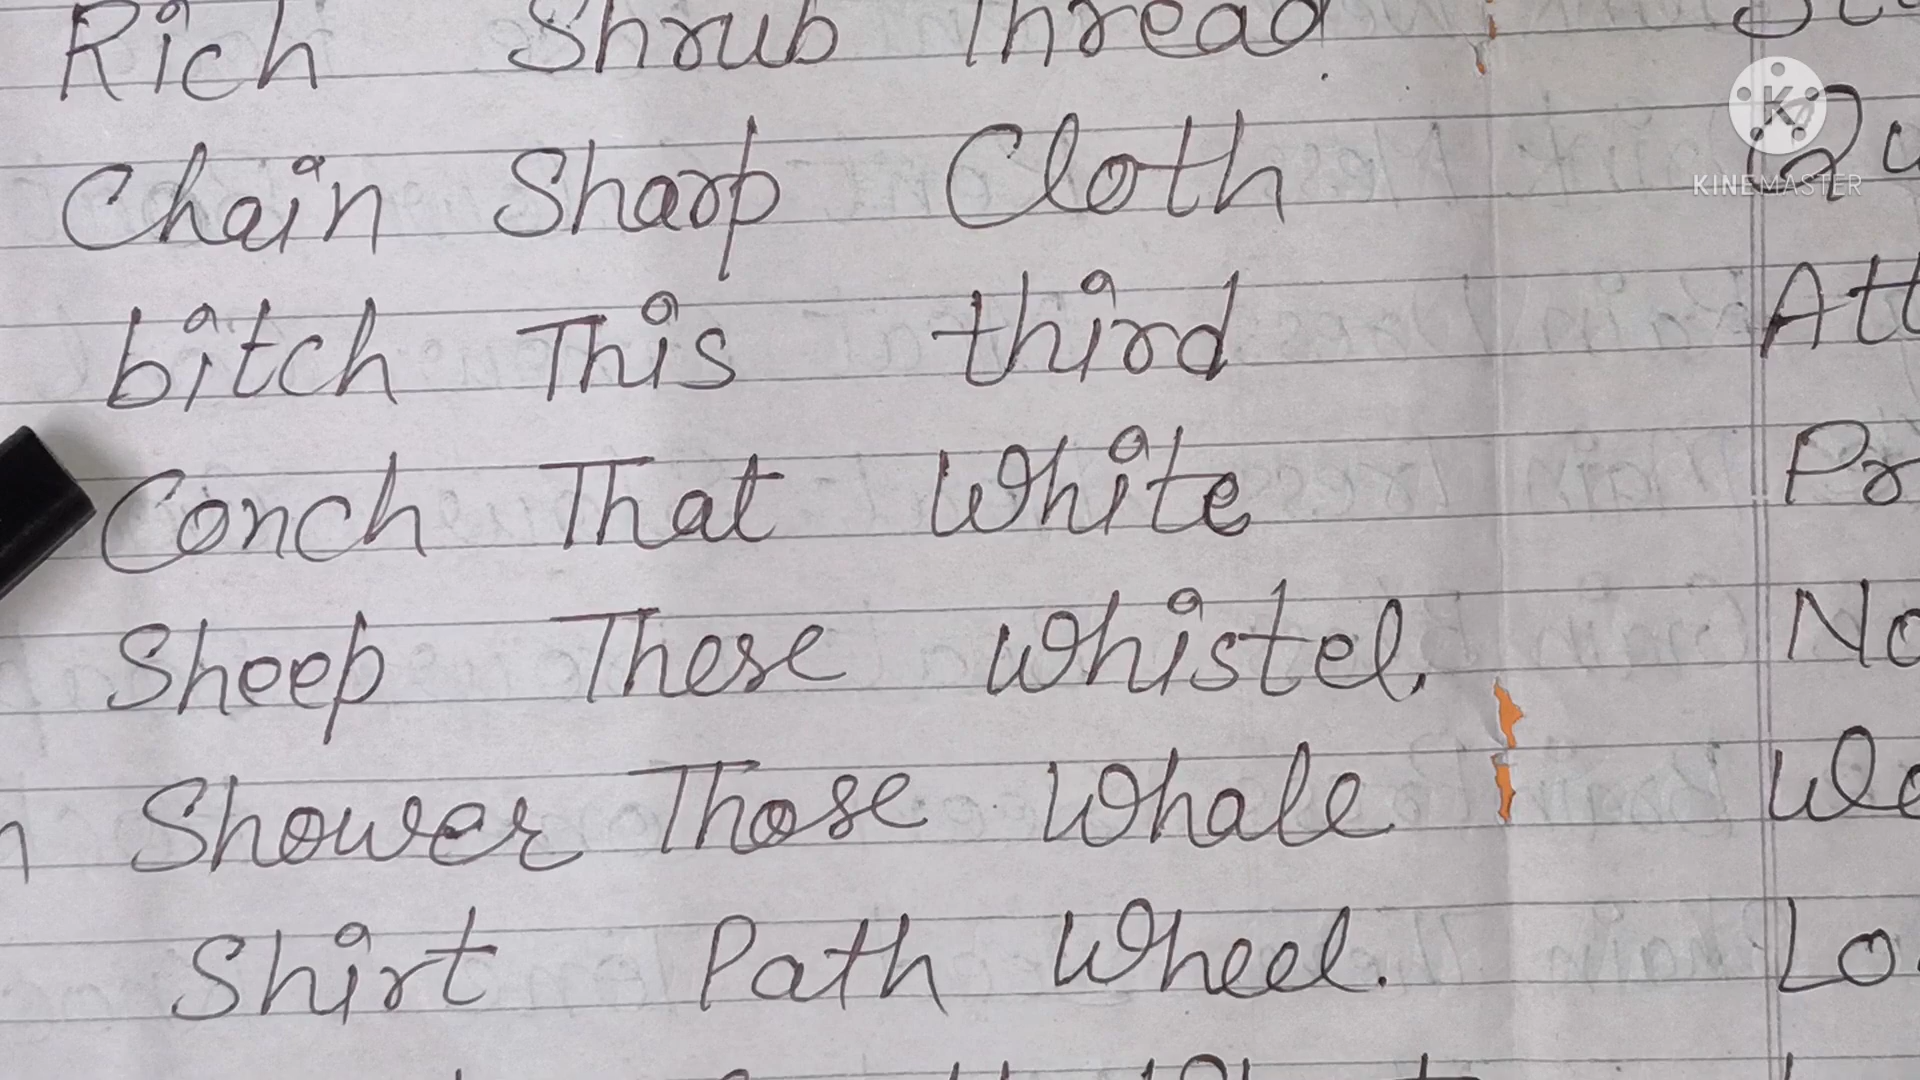 Rich Shrub Thread
Chain Sharp Cloth
KINEMASTER
bitch This third
Conch That White
Sheep These Whistel.
Shower Those Whale
Shirt Path Wheel.